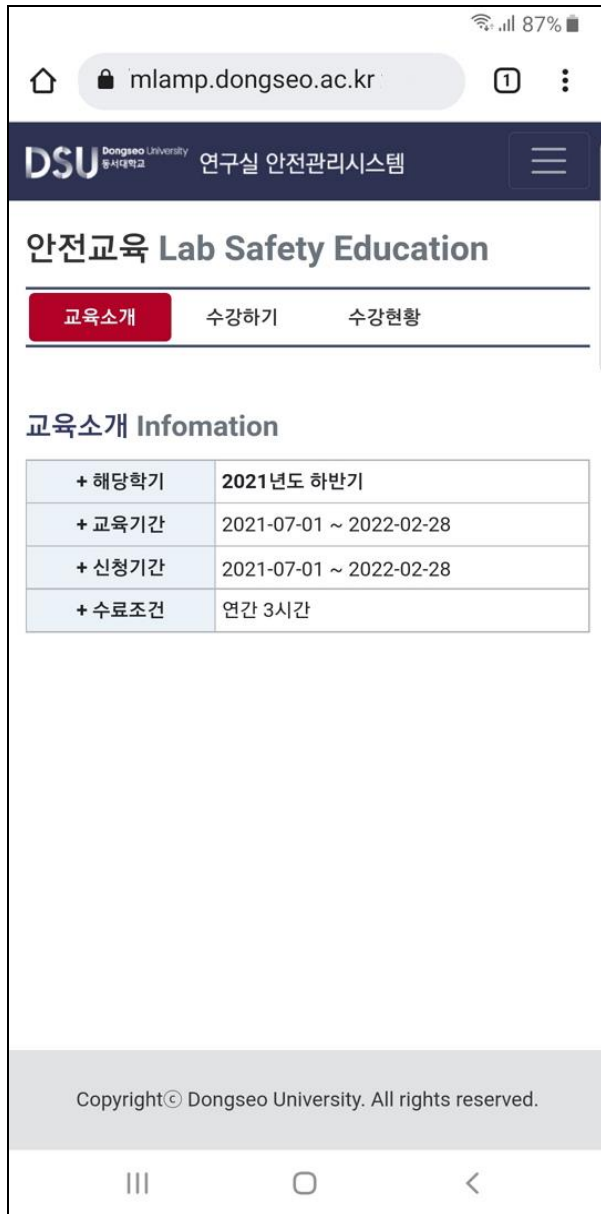 87%
mlamp.dongseo.ac.kr
1
DSU Dongseo University 동서대학교 연구실 안전관리시스템
안전교육 Lab Safety Education
교육소개 수강하기 수강현황
교육소개 Infomation
+ 해당학기 2021년도 하반기
+ 교육기간 2021-07-01 ~ 2022-02-28
+ 신청기간 2021-07-01 ~ 2022-02-28
+ 수료조건 연간 3시간
Copyrightⓒ Dongseo University. All rights reserved.